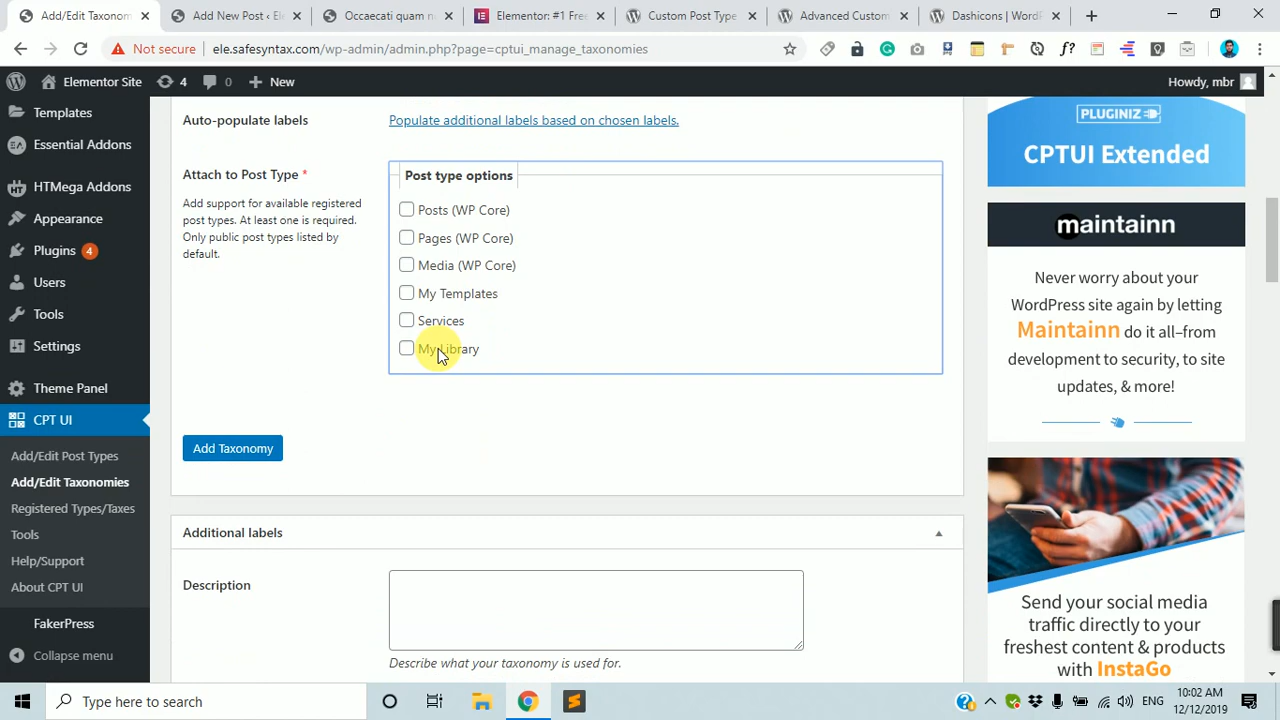 Add/Edit Taxonom
Add New Post ‹ Ele
Occaecati quam n
Elementor: #1 Free
Custom Post Type
Advanced Custom
Dashicons | WordP
Not secure
ele.safesyntax.com/wp-admin/admin.php?page=cptui_manage_taxonomies
f?
Elementor Site
4
0
New
Howdy, mbr
Templates
Essential Addons
HTMega Addons
Appearance
Plugins 4
Users
Tools
Settings
Theme Panel
CPT UI
Add/Edit Post Types
Add/Edit Taxonomies
Registered Types/Taxes
Tools
Help/Support
About CPT UI
FakerPress
Collapse menu
Auto-populate labels
Populate additional labels based on chosen labels.
Attach to Post Type *
Add support for available registered
post types. At least one is required.
Only public post types listed by
default.
Post type options
Posts (WP Core)
Pages (WP Core)
Media (WP Core)
My Templates
Services
My Library
Add Taxonomy
Additional labels
Description
Describe what your taxonomy is used for.
PLUGINIZ
CPTUI Extended
maintainn
Never worry about your
WordPress site again by letting
Maintainn do it all–from
development to security, to site
updates, & more!
Send your social media
traffic directly to your
freshest content & products
with InstaGo
Type here to search
ENG
10:02 AM
12/12/2019